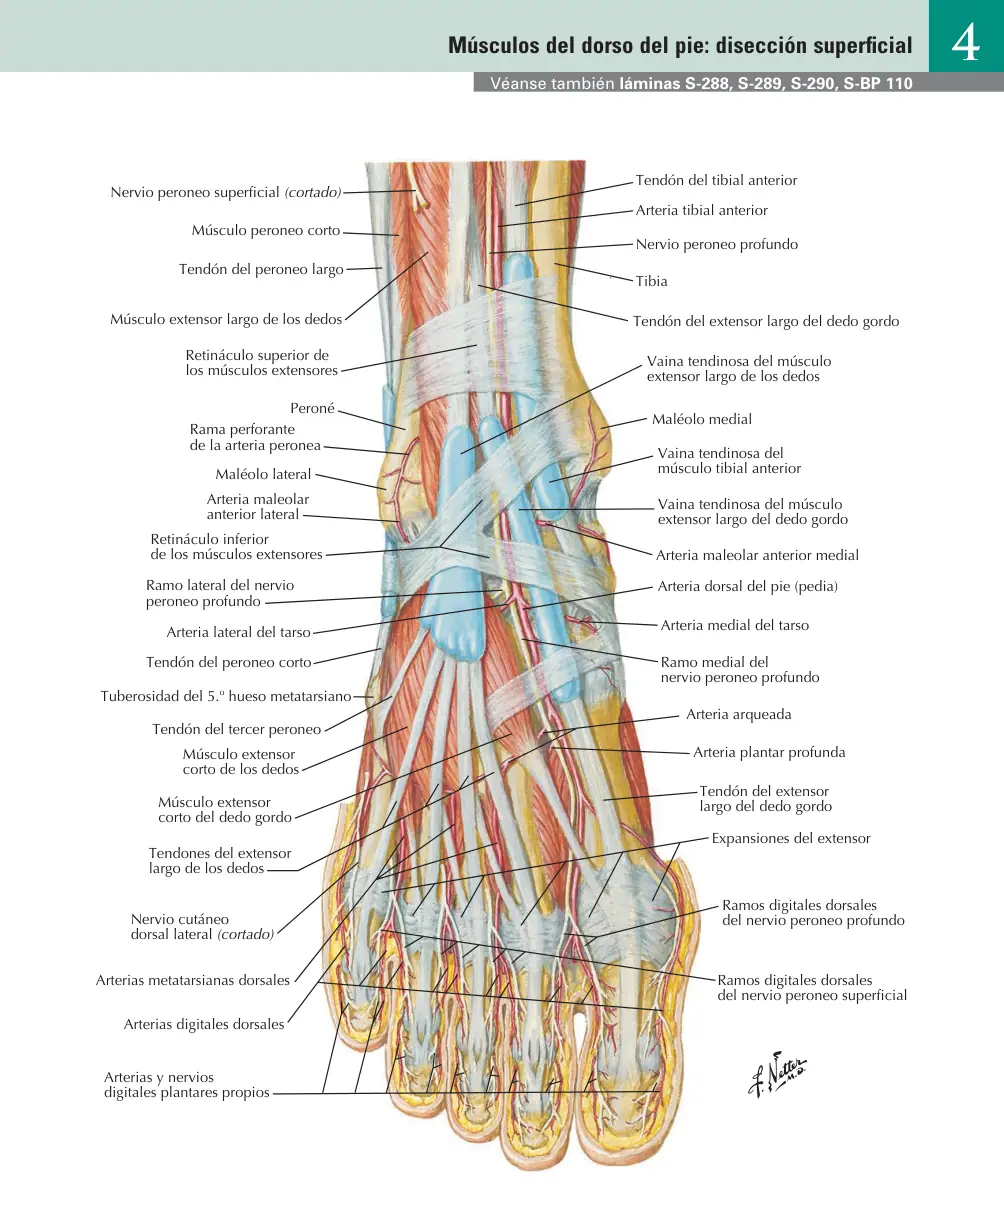 Músculos del dorso del pie: disección superficial
4
Véanse también láminas S-288, S-289, S-290, S-BP 110
Nervio peroneo superficial (cortado)
Músculo peroneo corto
Tendón del peroneo largo
Músculo extensor largo de los dedos
Retináculo superior de
los músculos extensores
Peroné
Rama perforante
de la arteria peronea
Maléolo lateral
Arteria maleolar
anterior lateral
Retináculo inferior
de los músculos extensores
Ramo lateral del nervio
peroneo profundo
Arteria lateral del tarso
Tendón del peroneo corto
Tuberosidad del 5.º hueso metatarsiano
Tendón del tercer peroneo
Músculo extensor
corto de los dedos
Músculo extensor
corto del dedo gordo
Tendones del extensor
largo de los dedos
Nervio cutáneo
dorsal lateral (cortado)
Arterias metatarsianas dorsales
Arterias digitales dorsales
Arterias y nervios
digitales plantares propios
Tendón del tibial anterior
Arteria tibial anterior
Nervio peroneo profundo
Tibia
Tendón del extensor largo del dedo gordo
Vaina tendinosa del músculo
extensor largo de los dedos
Maléolo medial
Vaina tendinosa del
músculo tibial anterior
Vaina tendinosa del músculo
extensor largo del dedo gordo
Arteria maleolar anterior medial
Arteria dorsal del pie (pedia)
Arteria medial del tarso
Ramo medial del
nervio peroneo profundo
Arteria arqueada
Arteria plantar profunda
Tendón del extensor
largo del dedo gordo
Expansiones del extensor
Ramos digitales dorsales
del nervio peroneo profundo
Ramos digitales dorsales
del nervio peroneo superficial
F. Netter
M.D.